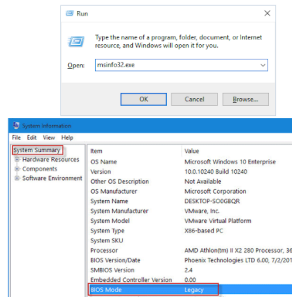 Run
Type the name of a program, folder, document, or Internet
resource, and Windows will open it for you.
Open: msinfo32.exe
OK Cancel Browse...
System Information
File Edit View Help
System Summary
Hardware Resources
Components
Software Environment
Item Value
OS Name Microsoft Windows 10 Enterprise
Version 10.0.10240 Build 10240
Other OS Description Not Available
OS Manufacturer Microsoft Corporation
System Name DESKTOP-SO0GBQR
System Manufacturer VMware, Inc.
System Model VMware Virtual Platform
System Type X86-based PC
System SKU
Processor AMD Athlon(tm) II X2 280 Processor, 36
BIOS Version/Date Phoenix Technologies LTD 6.00, 7/2/201
SMBIOS Version 2.4
Embedded Controller Version 0.00
BIOS Mode Legacy